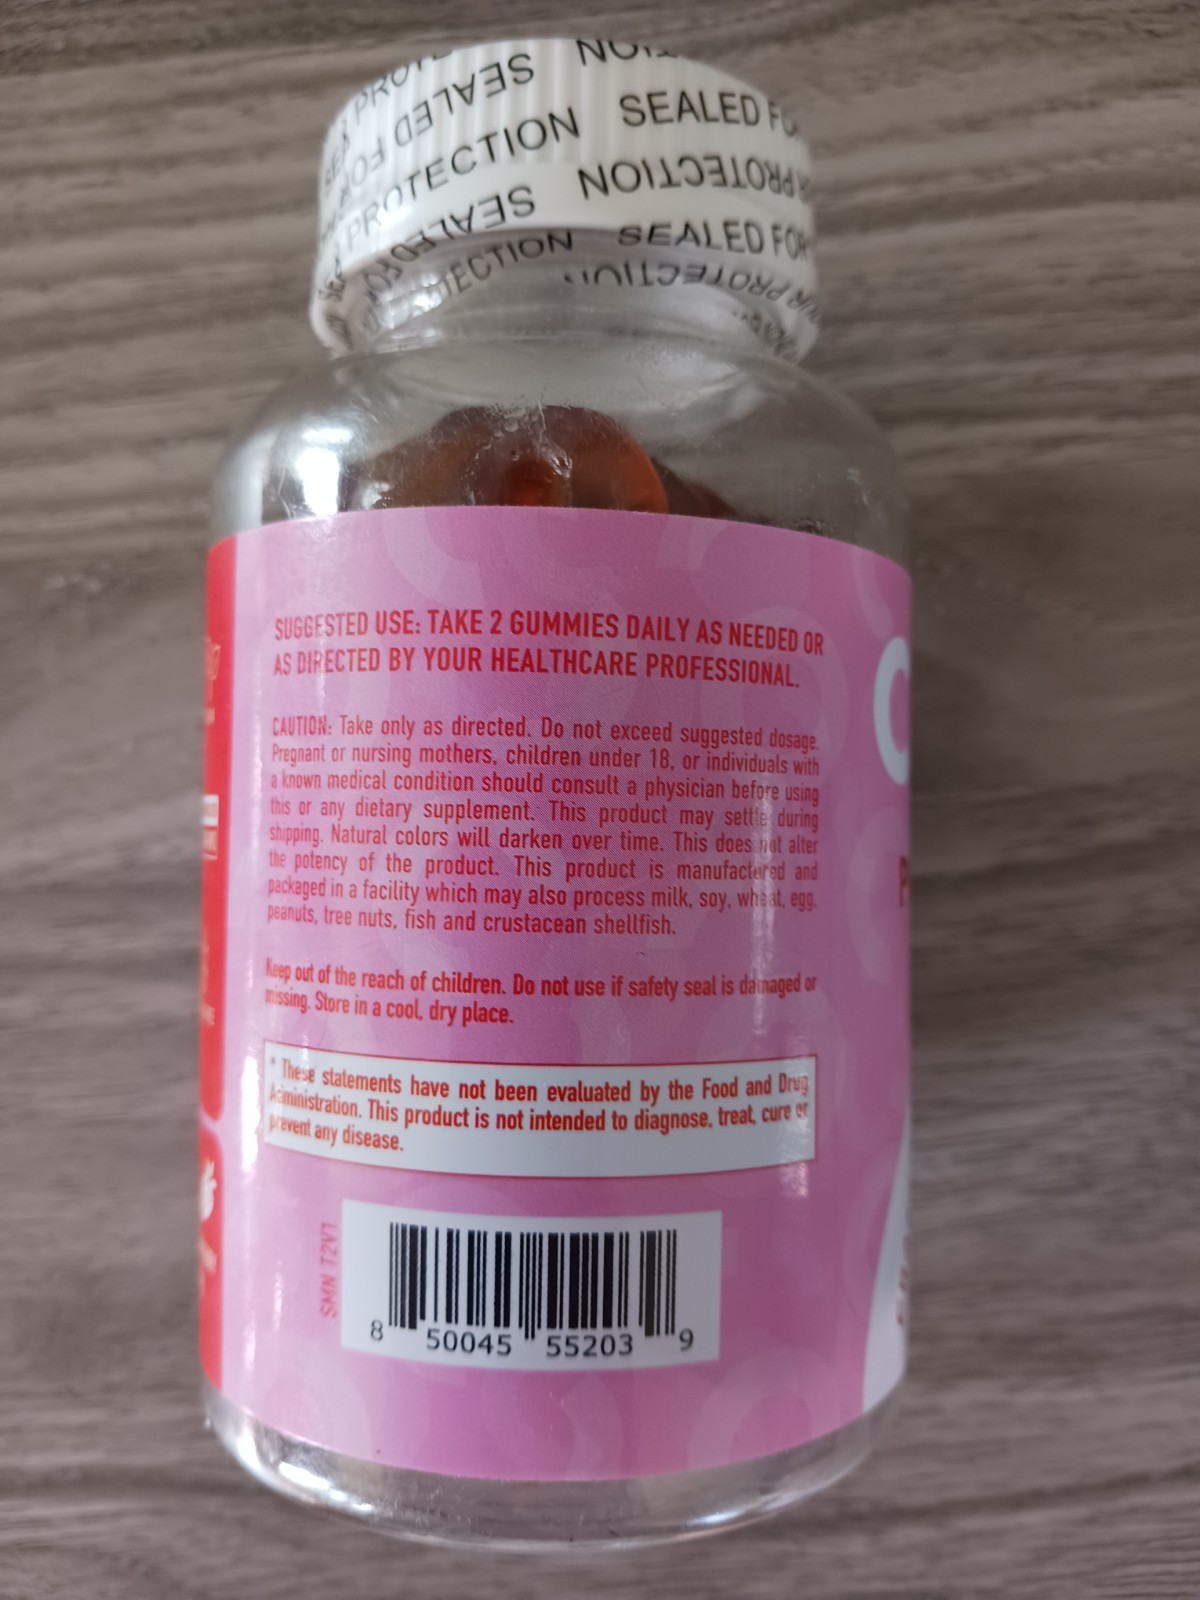 SEALED FOR
PROTECTION
SEALED
PROTECTION
SEALED FOR
SUGGESTED USE: TAKE 2 GUMMIES DAILY AS NEEDED OR
AS DIRECTED BY YOUR HEALTHCARE PROFESSIONAL.
CAUTION: Take only as directed. Do not exceed suggested dosage.
Pregnant or nursing mothers, children under 18, or individuals with
a known medical condition should consult a physician before using
this or any dietary supplement. This product may settle during
shipping. Natural colors will darken over time. This does not alter
the potency of the product. This product is manufactured and
packaged in a facility which may also process milk, soy, wheat, egg,
peanuts, tree nuts, fish and crustacean shellfish.
Keep out of the reach of children. Do not use if safety seal is damaged or
missing. Store in a cool, dry place.
* These statements have not been evaluated by the Food and Drug
Administration. This product is not intended to diagnose, treat, cure or
prevent any disease.
SMN T2V1
8 50045 55203 9